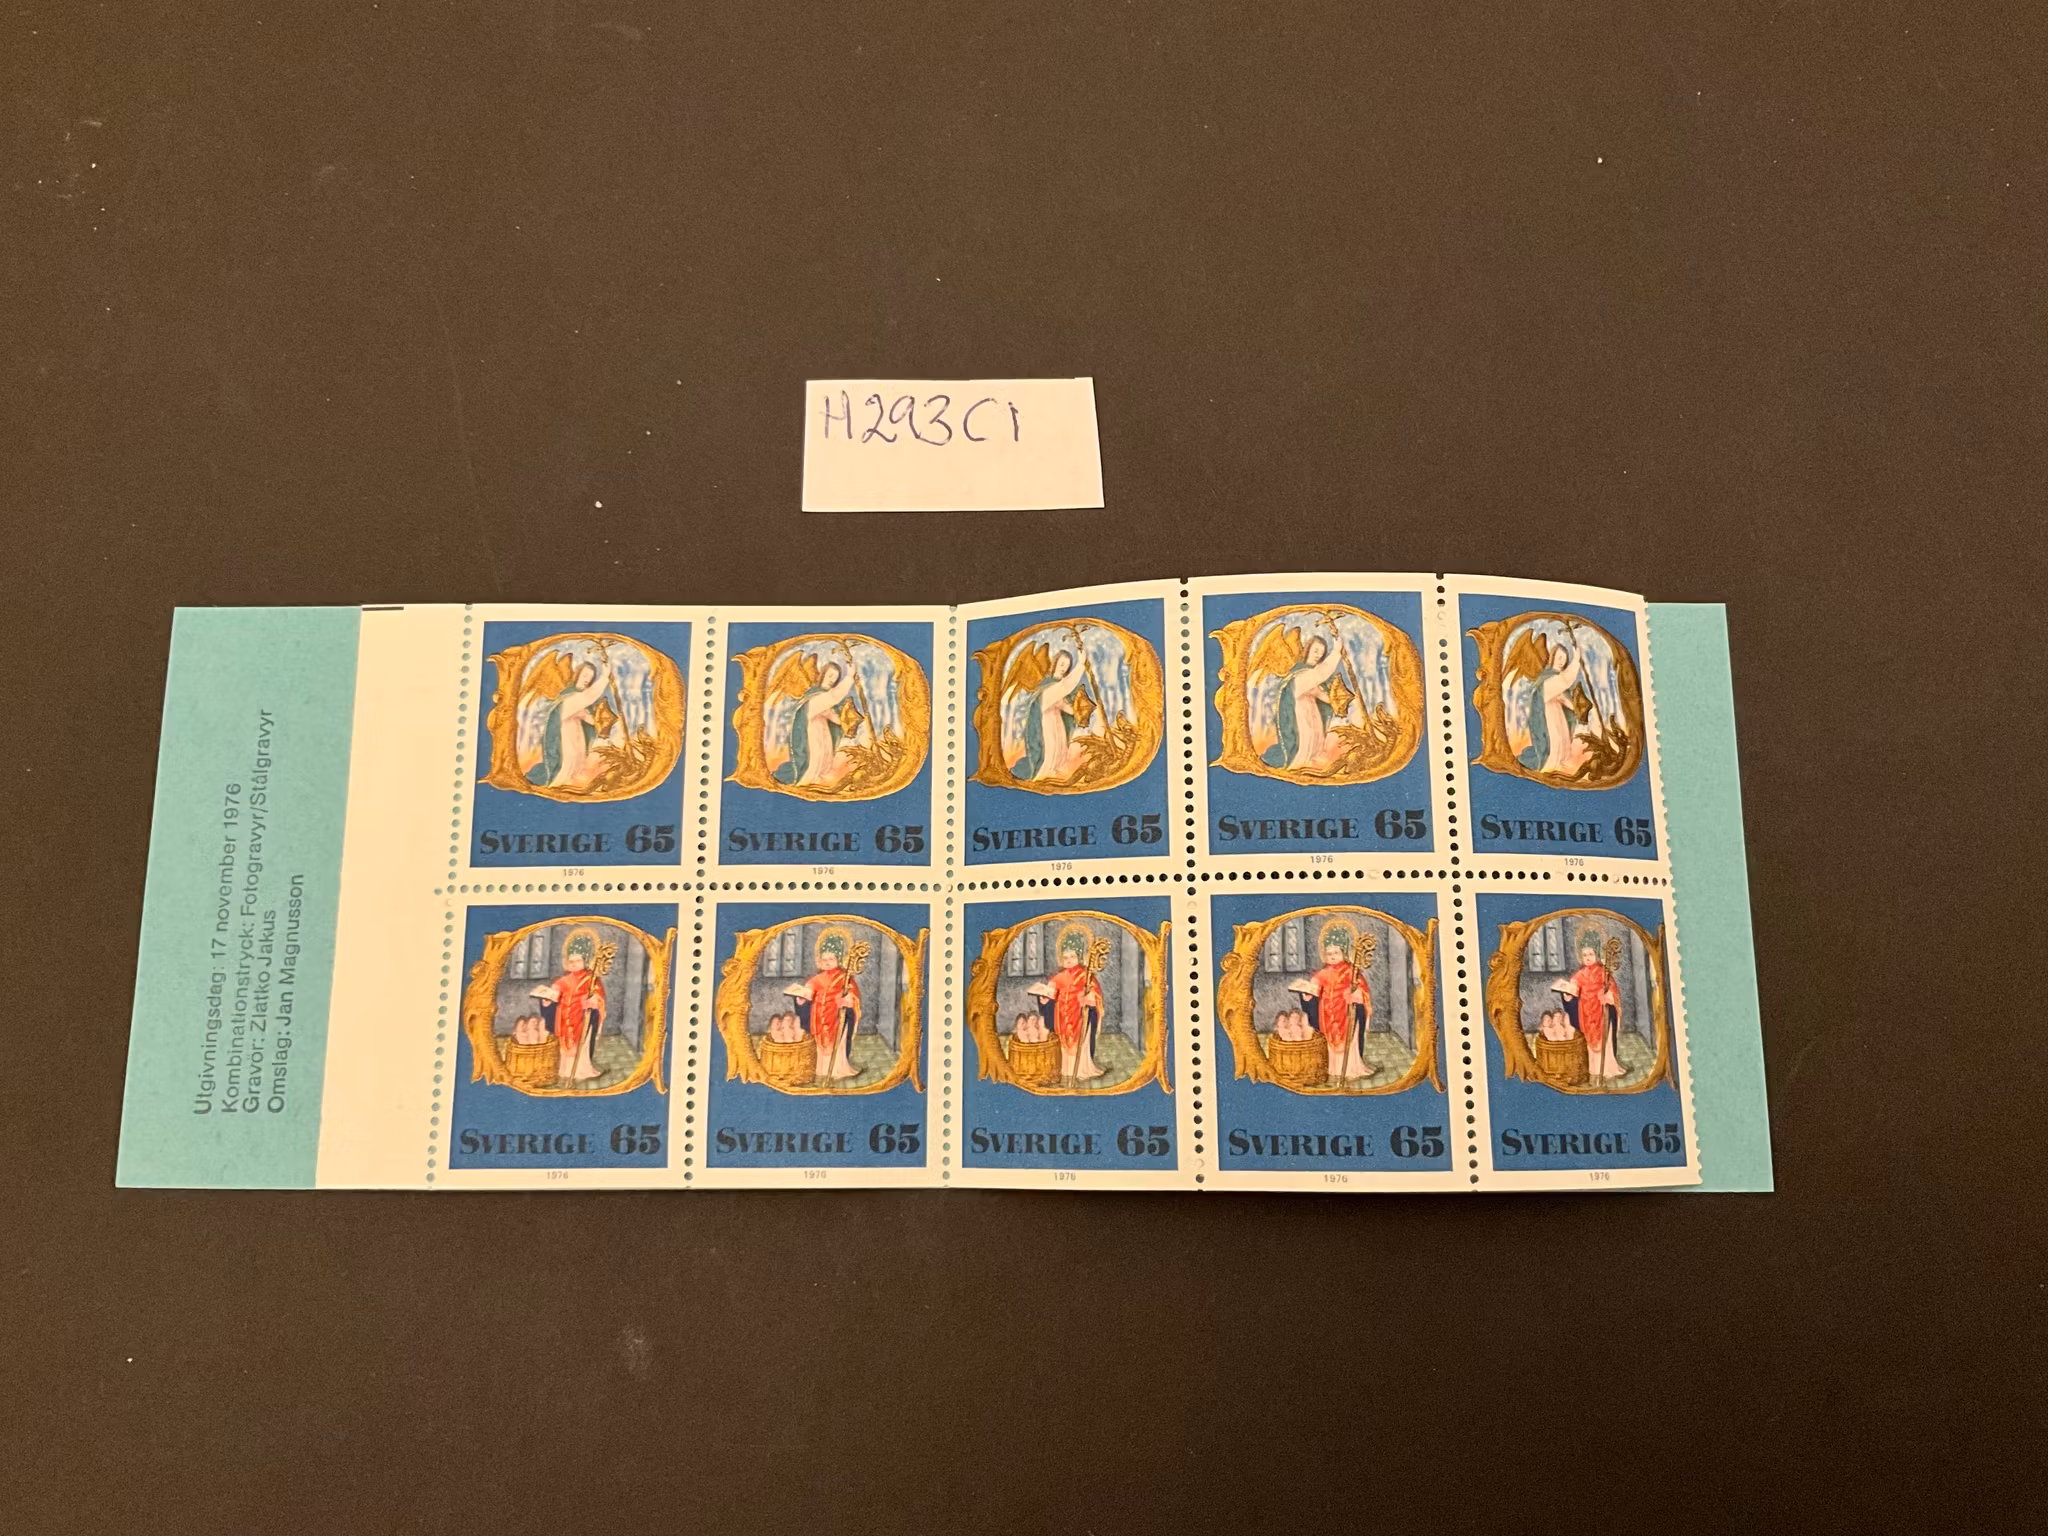 H293C1
Utgivningsdag: 17 november 1976
Kombinationstryck: Fotogravyr/Stålgravyr
Gravör: Zlatko Jakus
Omslag: Jan Magnusson
SVERIGE 65
1976
SVERIGE 65
1976
SVERIGE 65
1976
SVERIGE 65
1976
SVERIGE 65
1976
SVERIGE 65
1976
SVERIGE 65
1976
SVERIGE 65
1976
SVERIGE 65
1976
SVERIGE 65
1976